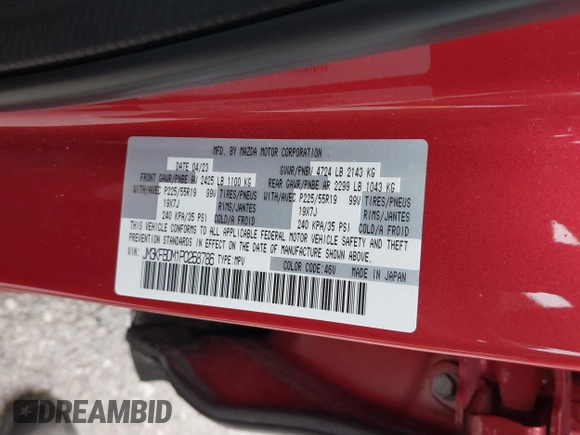 MFD. BY MAZDA MOTOR CORPORATION
DATE 04/23 GVWR/PNBV 4724 LB 2143 KG
FRONT GAWR/PNBE AV 2425 LB 1100 KG REAR GAWR/PNBE AR 2299 LB 1043 KG
WITH/AVEC P225/55R19 99V TIRES/PNEUS WITH/AVEC P225/55R19 99V TIRES/PNEUS
19X7J RIMS/JANTES 19X7J RIMS/JANTES
240 KPA/35 PSI COLD/A FROID 240 KPA/35 PSI COLD/A FROID
THIS VEHICLE CONFORMS TO ALL APPLICABLE FEDERAL MOTOR VEHICLE SAFETY AND THEFT
PREVENTION STANDARDS IN EFFECT ON THE DATE OF MANUFACTURE SHOWN ABOVE.
VIN: JM3KFBDM1P0258786 TYPE:MPV COLOR CODE:46V MADE IN JAPAN
DREAMBID